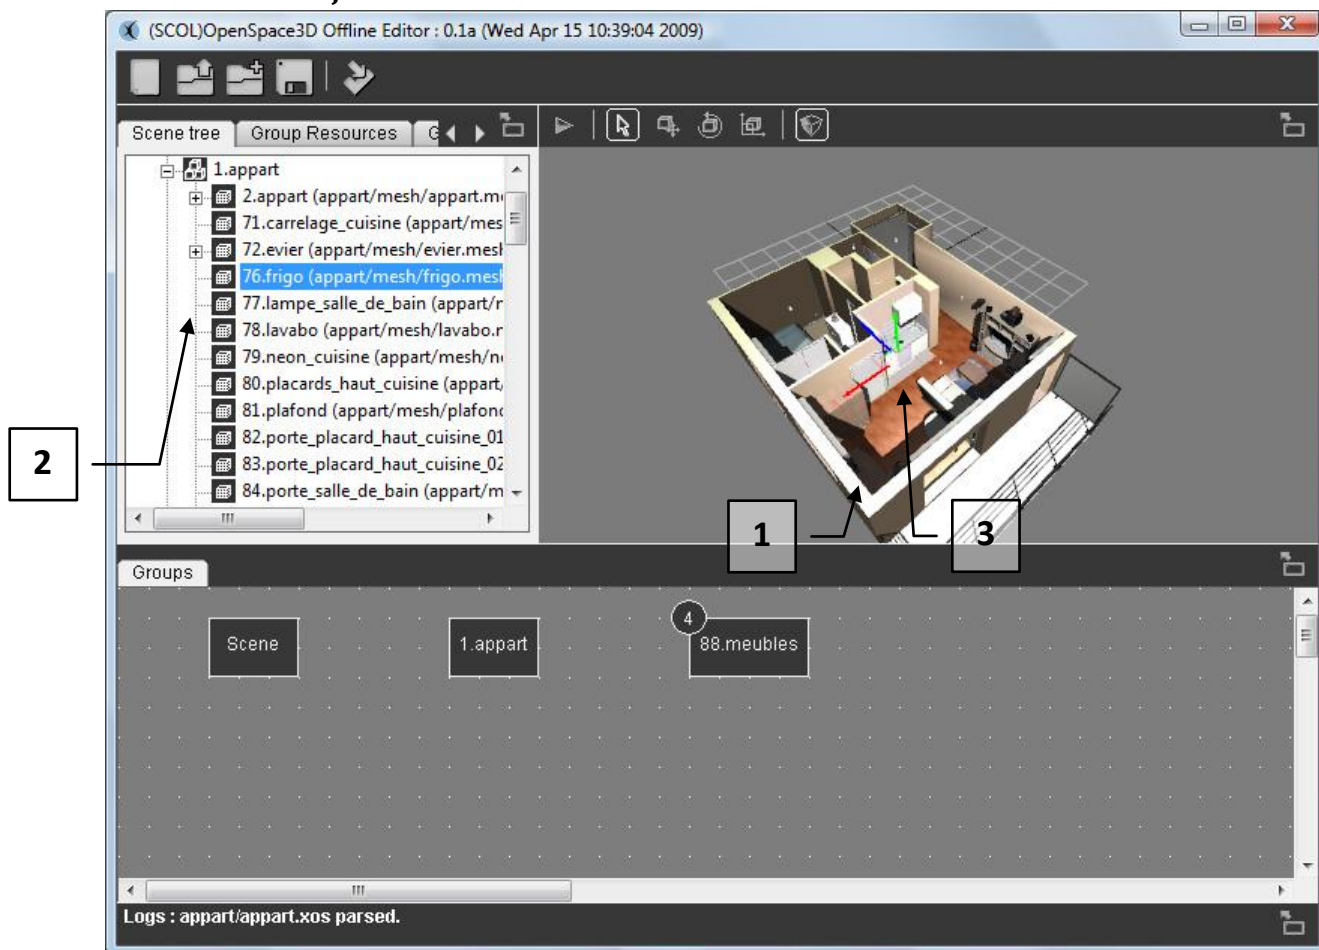 (SCOL)OpenSpace3D Offline Editor : 0.1a (Wed Apr 15 10:39:04 2009)
Scene tree
Group Resources
1.appart
2.appart (appart/mesh/appart.m
71.carrelage_cuisine (appart/mes
72.evier (appart/mesh/evier.mesh
76.frigo (appart/mesh/frigo.mesh
77.lampe_salle_de_bain (appart/
78.lavabo (appart/mesh/lavabo.
79.neon_cuisine (appart/mesh/n
80.placards_haut_cuisine (appart/
81.plafond (appart/mesh/plafon
82.porte_placard_haut_cuisine_01
83.porte_placard_haut_cuisine_02
84.porte_salle_de_bain (appart/m
2
1
3
Groups
Scene
1.appart
4
88.meubles
Logs : appart/appart.xos parsed.